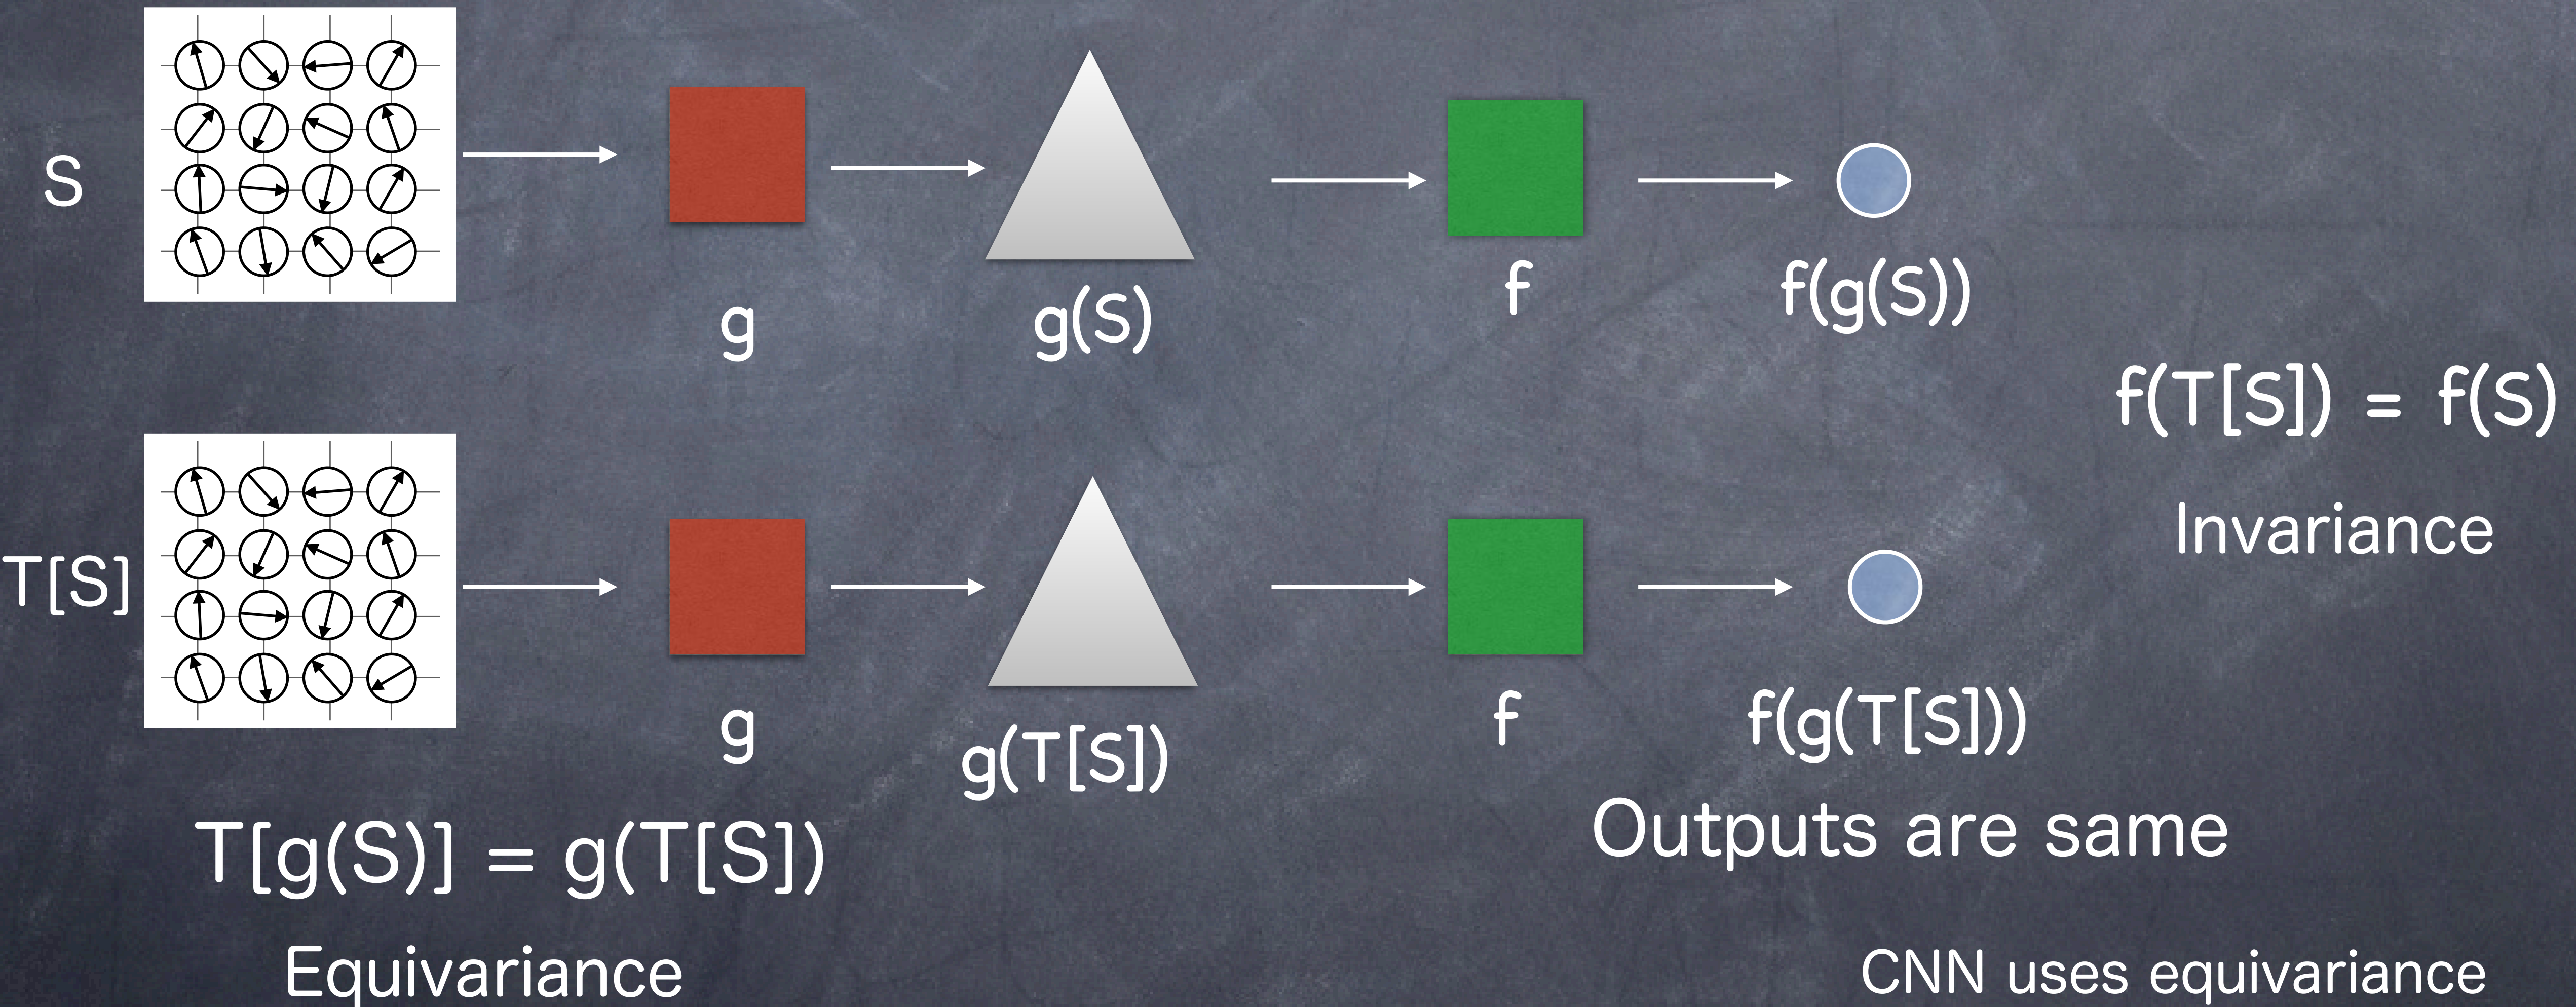 S
g
g(S)
f
f(g(S))
f(T[S]) = f(S)
Invariance
T[S]
g
g(T[S])
f
f(g(T[S]))
T[g(S)] = g(T[S])
Outputs are same
Equivariance
CNN uses equivariance